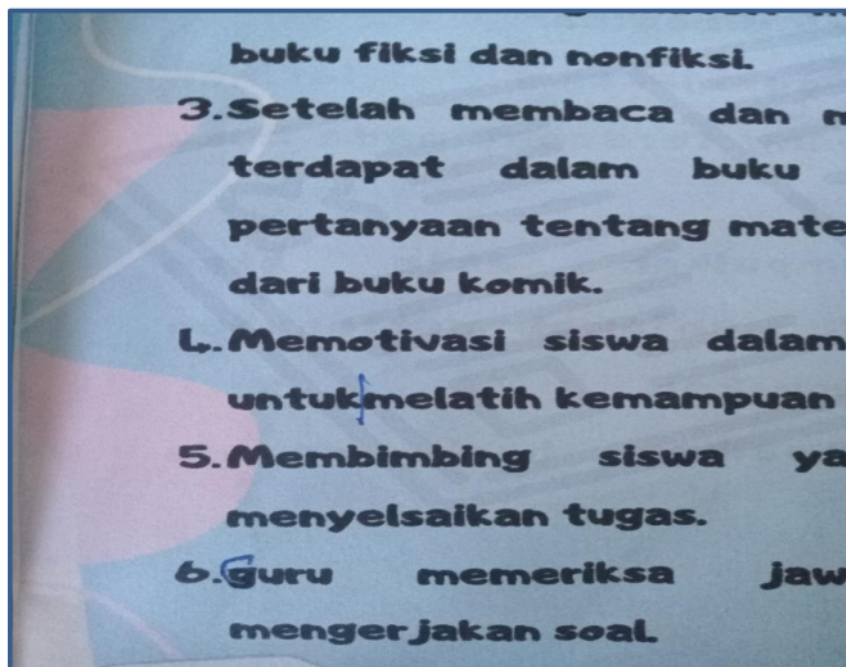 buku fiksi dan nonfiksi.
3.Setelah membaca dan
terdapat dalam buku
pertanyaan tentang mate
dari buku komik.
4.Memotivasi siswa dalam
untukmelatih kemampuan
5.Membimbing siswa ya
menyelsaikan tugas.
6.guru memeriksa jaw
mengerjakan soal.